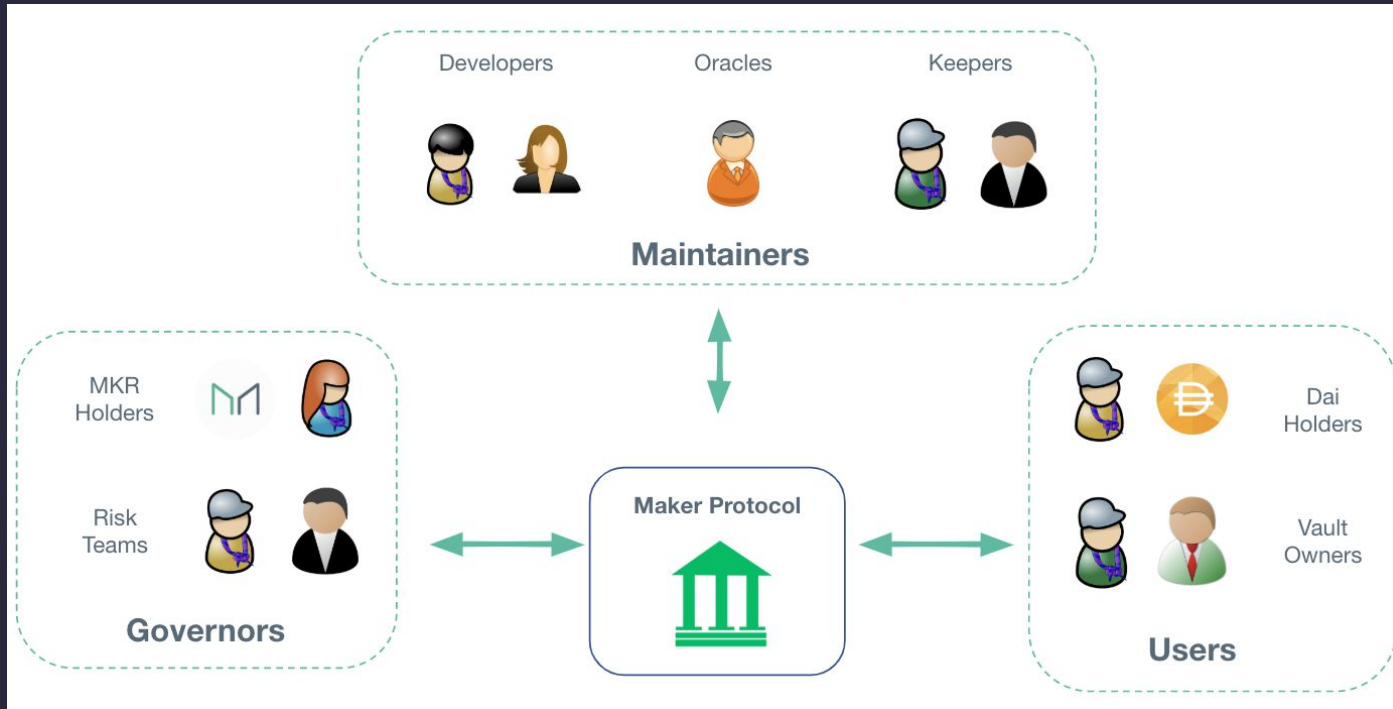 Developers
Oracles
Keepers
Maintainers
MKR
Holders
Risk
Teams
Governors
Maker Protocol
Dai
Holders
Vault
Owners
Users